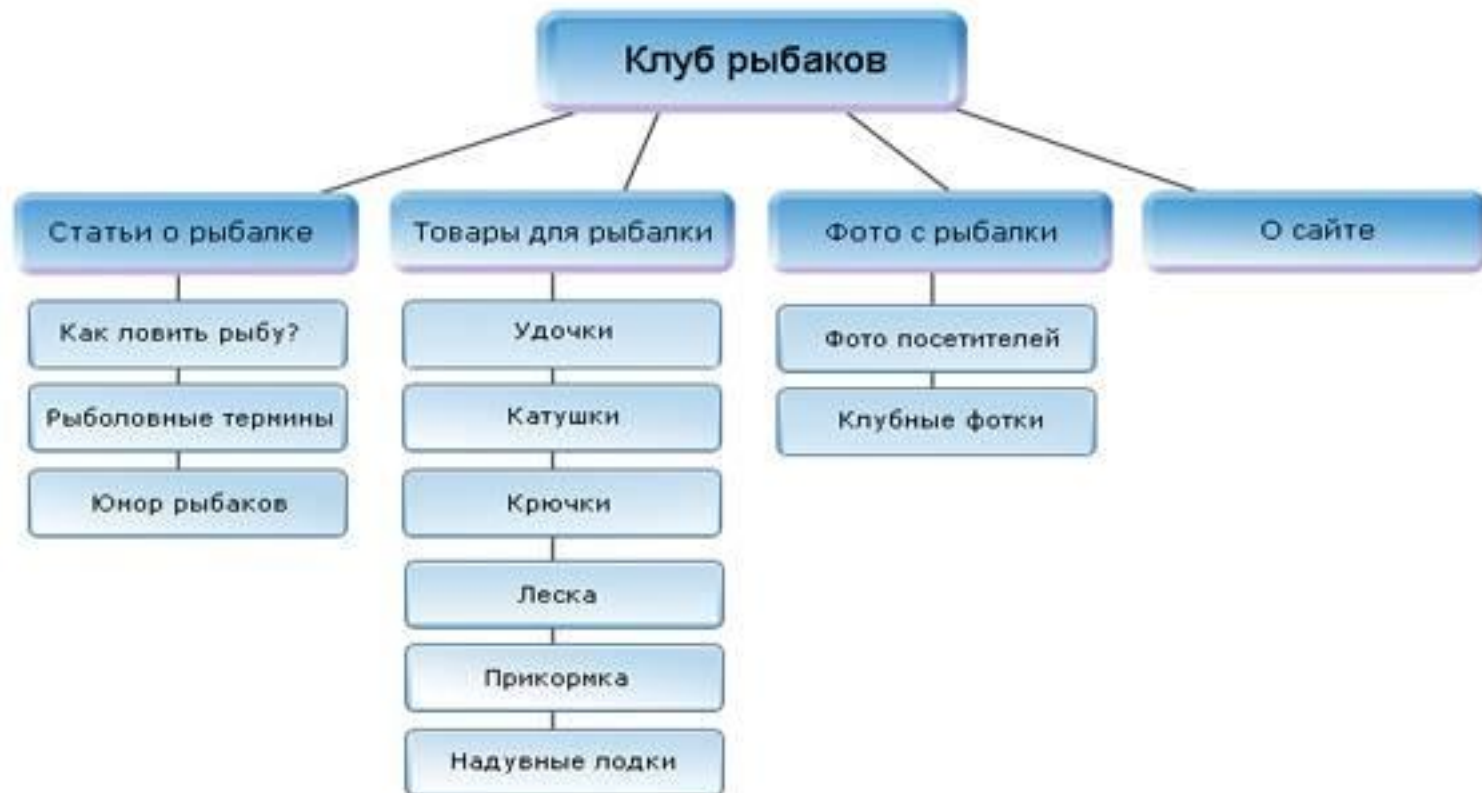 Клуб рыбаков
Статьи о рыбалке
Товары для рыбалки
Фото с рыбалки
О сайте
Как ловить рыбу?
Рыболовные термины
Юмор рыбаков
Удочки
Катушки
Крючки
Леска
Прикормка
Надувные лодки
Фото посетителей
Клубные фотки